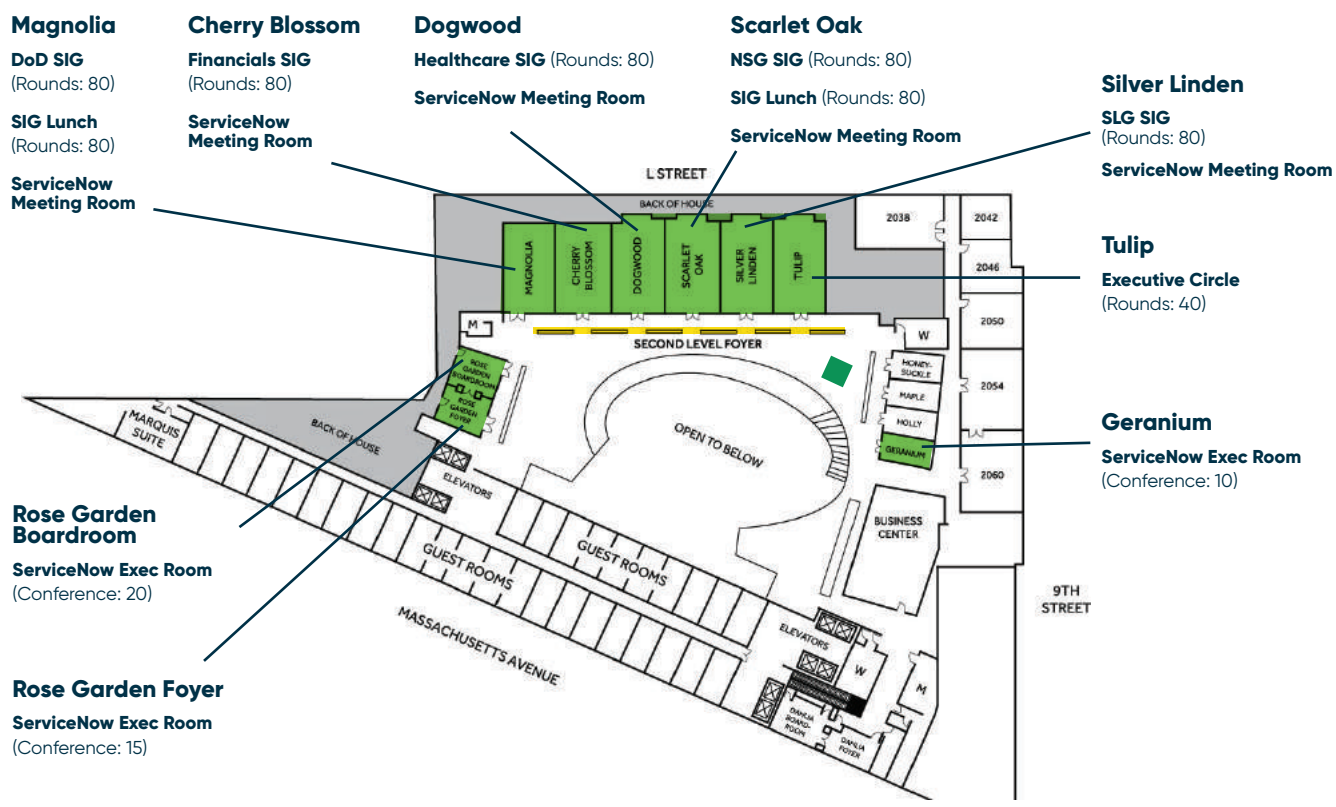 Magnolia
DoD SIG
(Rounds: 80)
SIG Lunch
(Rounds: 80)
ServiceNow
Meeting Room
Cherry Blossom
Financials SIG
(Rounds: 80)
ServiceNow
Meeting Room
Dogwood
Healthcare SIG (Rounds: 80)
ServiceNow Meeting Room
Scarlet Oak
NSG SIG (Rounds: 80)
SIG Lunch (Rounds: 80)
ServiceNow Meeting Room
Silver Linden
SLG SIG
(Rounds: 80)
ServiceNow Meeting Room
Tulip
Executive Circle
(Rounds: 40)
Geranium
ServiceNow Exec Room
(Conference: 10)
Rose Garden
Boardroom
ServiceNow Exec Room
(Conference: 20)
Rose Garden Foyer
ServiceNow Exec Room
(Conference: 15)
L STREET
BACK OF HOUSE
MAGNOLIA
CHERRY
BLOSSOM
DOGWOOD
SCARLET
OAK
SILVER
LINDEN
TULIP
2038
2042
2046
2050
2054
2060
M
SECOND LEVEL FOYER
W
HONEY-
SUCKLE
MAPLE
HOLLY
GERANIUM
ROSE
GARDEN
BOARDROOM
ROSE
GARDEN
FOYER
OPEN TO BELOW
MARQUIS
SUITE
BACK OF HOUSE
ELEVATORS
GUEST ROOMS
GUEST ROOMS
BUSINESS
CENTER
MASSACHUSETTS AVENUE
9TH
STREET
ELEVATORS
W
M
DAHLIA
BOARD-
ROOM
DAHLIA
FOYER